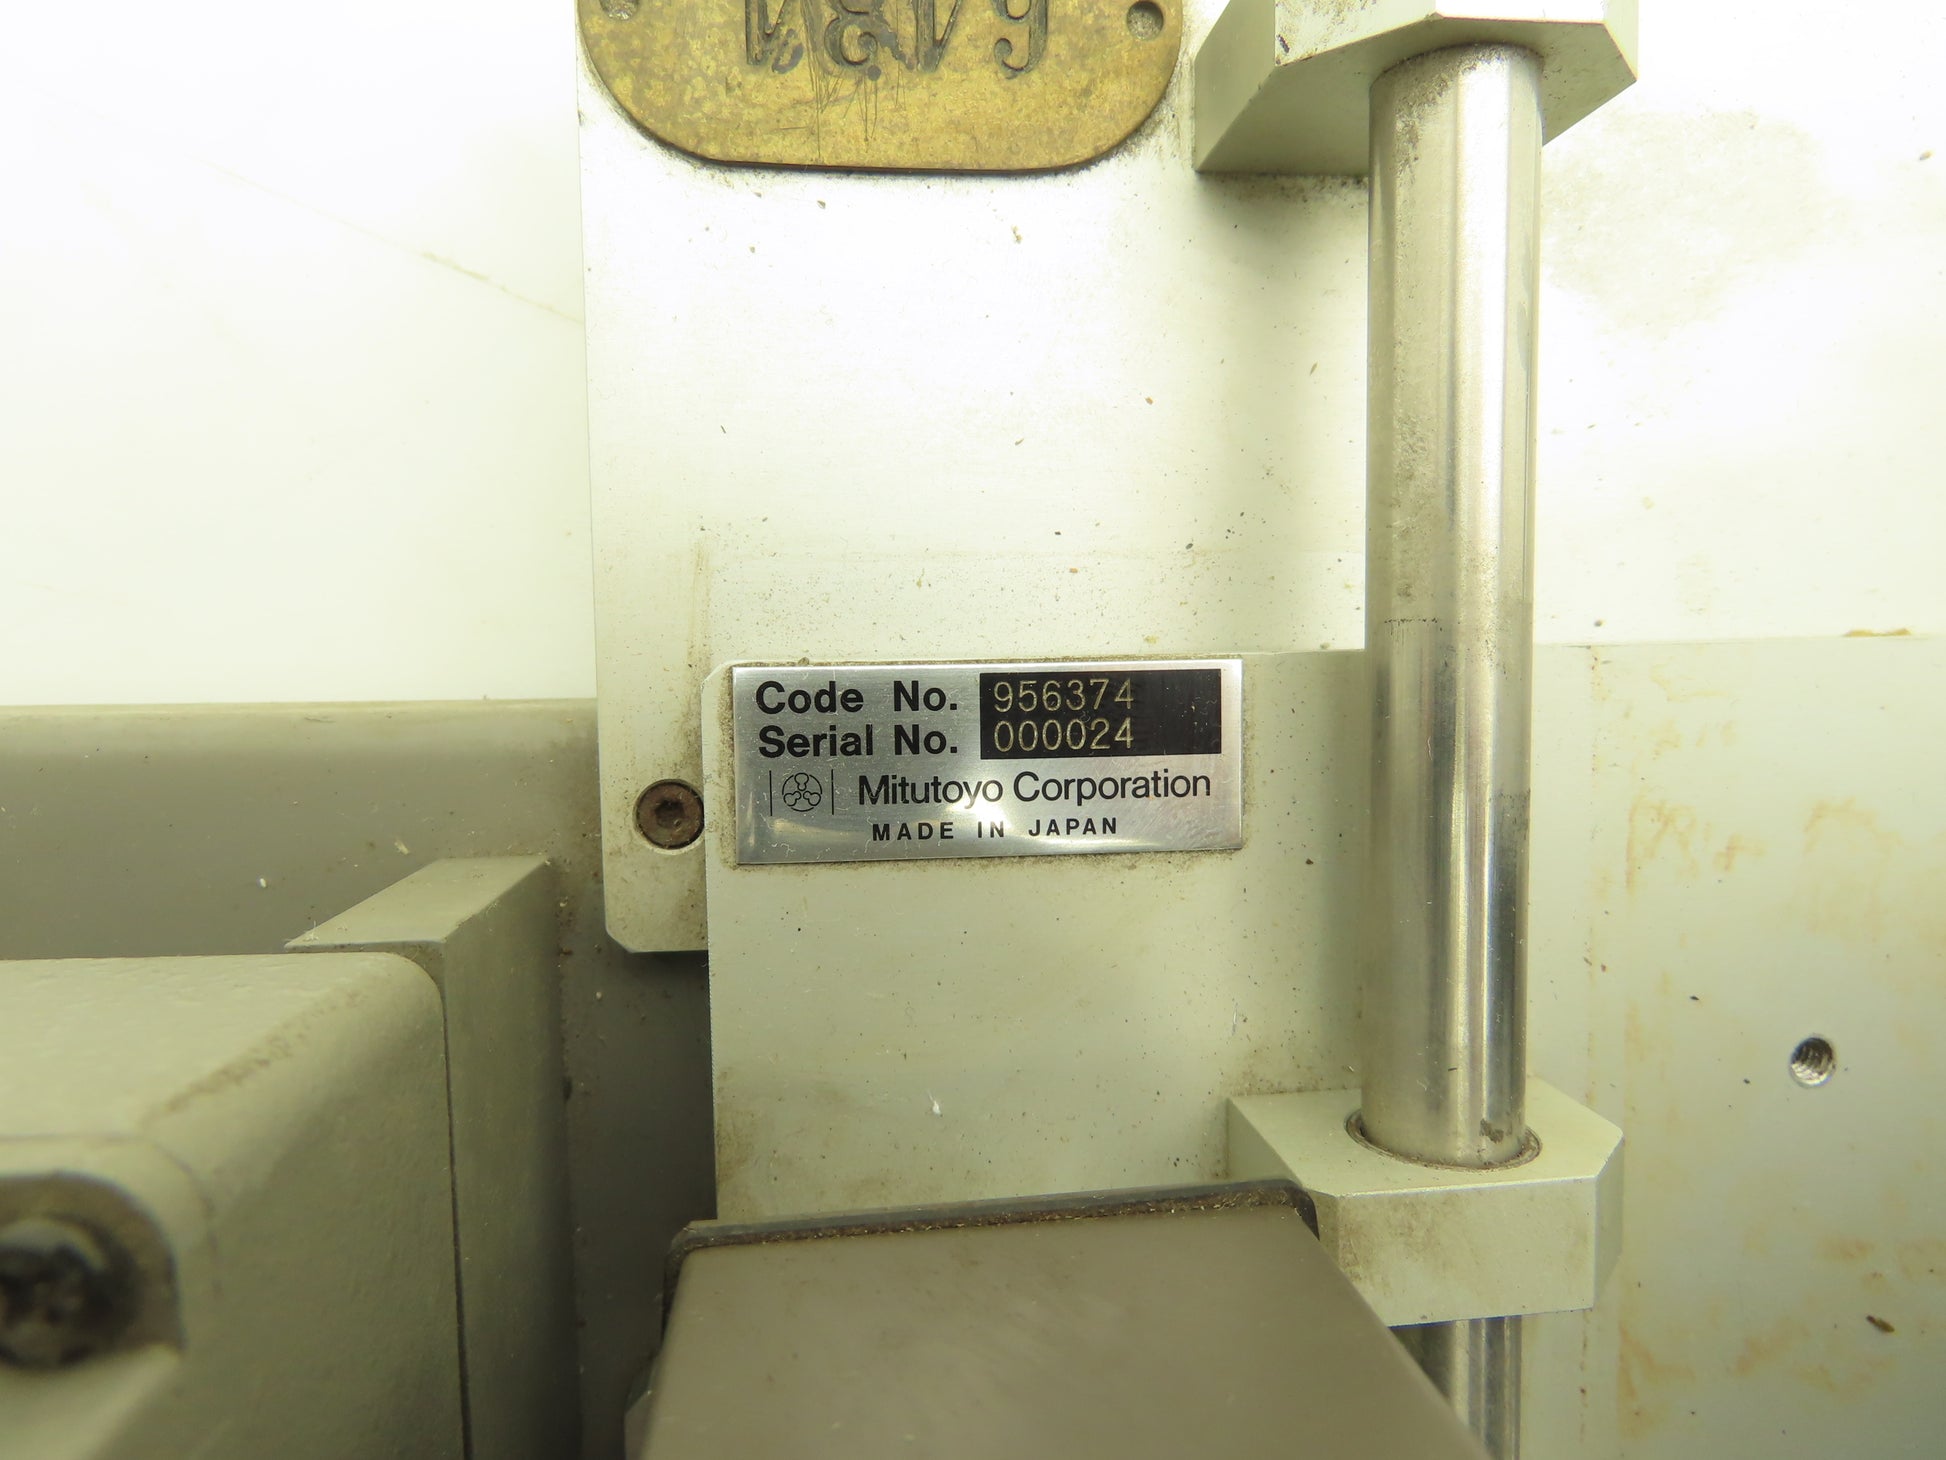 Code No. 956374
Serial No. 000024
Mitutoyo Corporation
MADE IN JAPAN